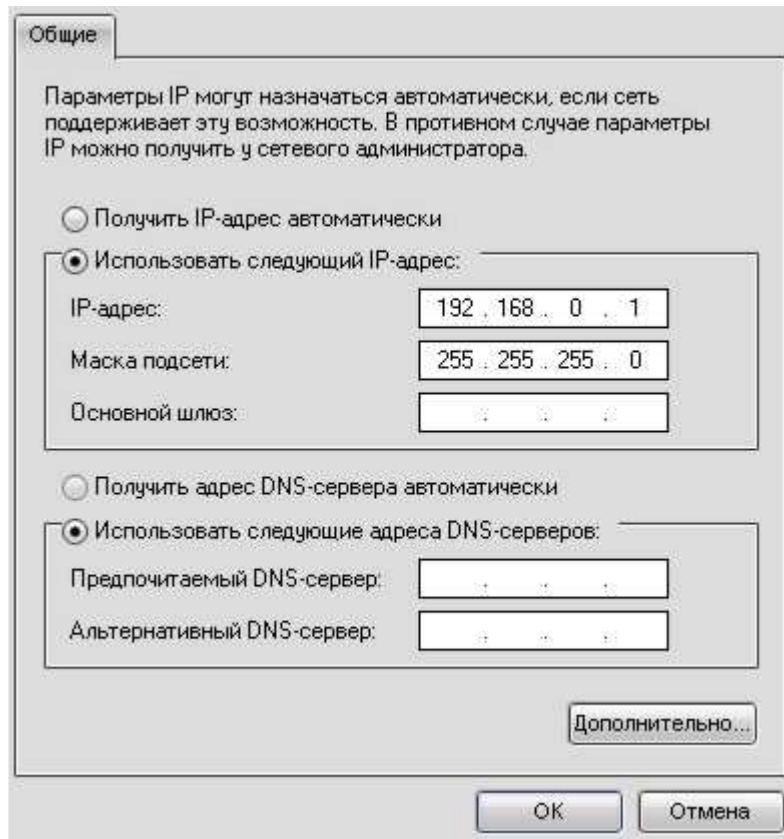 Общие
Параметры IP могут назначаться автоматически, если сеть
поддерживает эту возможность. В противном случае параметры
IP можно получить у сетевого администратора.
Получить IP-адрес автоматически
Использовать следующий IP-адрес:
IP-адрес: 192 . 168 . 0 . 1
Маска подсети: 255 . 255 . 255 . 0
Основной шлюз: . . .
Получить адрес DNS-сервера автоматически
Использовать следующие адреса DNS-серверов:
Предпочитаемый DNS-сервер: . . .
Альтернативный DNS-сервер: . . .
Дополнительно...
OK Отмена